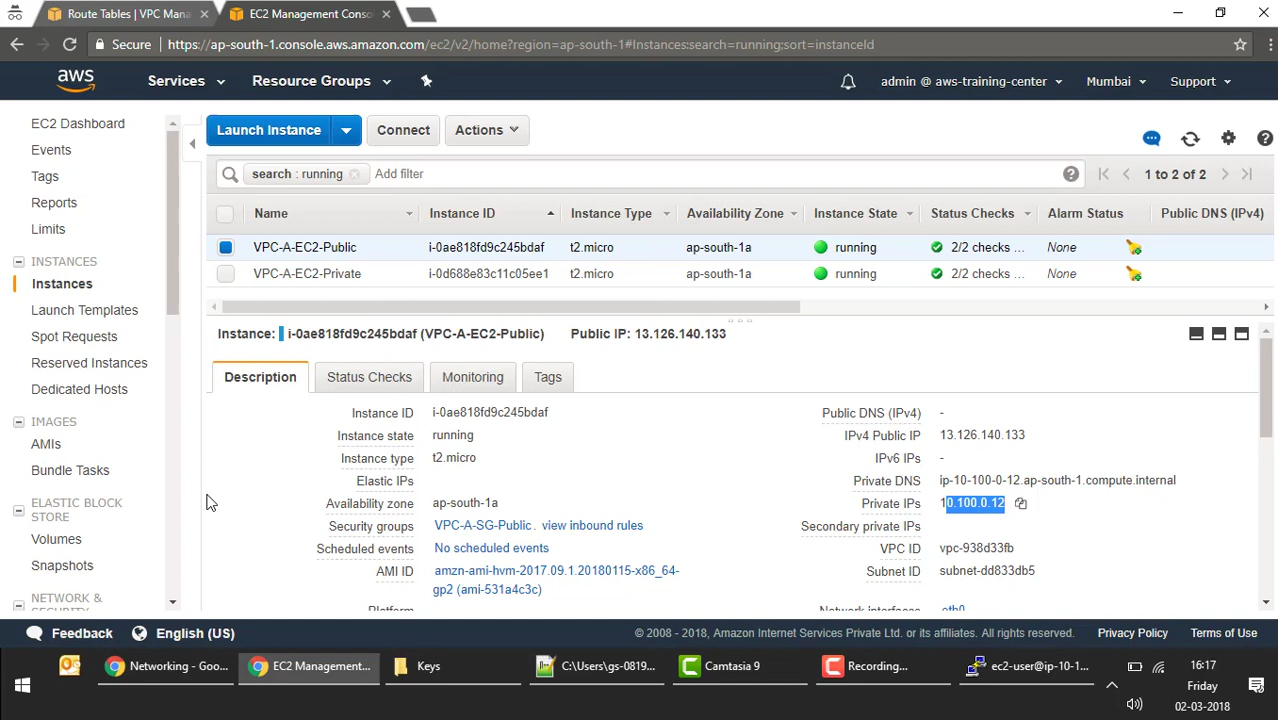 Route Tables | VPC Mana
EC2 Management Conso
Secure
https://ap-south-1.console.aws.amazon.com/ec2/v2/home?region=ap-south-1#Instances:search=running;sort=instanceId
aws
Services
Resource Groups
admin @ aws-training-center
Mumbai
Support
EC2 Dashboard
Events
Tags
Reports
Limits
INSTANCES
Instances
Launch Templates
Spot Requests
Reserved Instances
Dedicated Hosts
IMAGES
AMIs
Bundle Tasks
ELASTIC BLOCK
STORE
Volumes
Snapshots
NETWORK &
SECURITY
Launch Instance
Connect
Actions
search : running
Add filter
1 to 2 of 2
Name Instance ID Instance Type Availability Zone Instance State Status Checks Alarm Status Public DNS (IPv4)
VPC-A-EC2-Public i-0ae818fd9c245bdaf t2.micro ap-south-1a running 2/2 checks ... None
VPC-A-EC2-Private i-0d688e83c11c05ee1 t2.micro ap-south-1a running 2/2 checks ... None
Instance: i-0ae818fd9c245bdaf (VPC-A-EC2-Public) Public IP: 13.126.140.133
Description Status Checks Monitoring Tags
Instance ID i-0ae818fd9c245bdaf
Instance state running
Instance type t2.micro
Elastic IPs
Availability zone ap-south-1a
Security groups VPC-A-SG-Public. view inbound rules
Scheduled events No scheduled events
AMI ID amzn-ami-hvm-2017.09.1.20180115-x86_64-
gp2 (ami-531a4c3c)
Platform
Public DNS (IPv4) -
IPv4 Public IP 13.126.140.133
IPv6 IPs -
Private DNS ip-10-100-0-12.ap-south-1.compute.internal
Private IPs 10.100.0.12
Secondary private IPs
VPC ID vpc-938d33fb
Subnet ID subnet-dd833db5
Network interfaces eth0
Feedback
English (US)
© 2008 - 2018, Amazon Internet Services Private Ltd. or its affiliates. All rights reserved.
Privacy Policy
Terms of Use
Networking - Goo...
EC2 Management...
Keys
C:\Users\gs-0819...
Camtasia 9
Recording...
ec2-user@ip-10-1...
16:17
Friday
02-03-2018